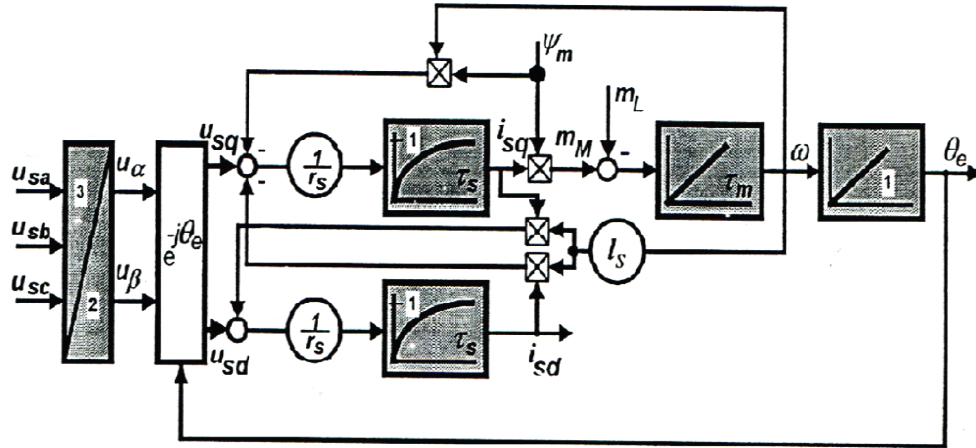 ψm
mL
usq
isq
mM
ω
θe
usa
usb
usc
3
2
uα
uβ
e-jθe
-
-
-
1
rs
1
τs
τm
1
ls
1
rs
1
τs
usd
isd